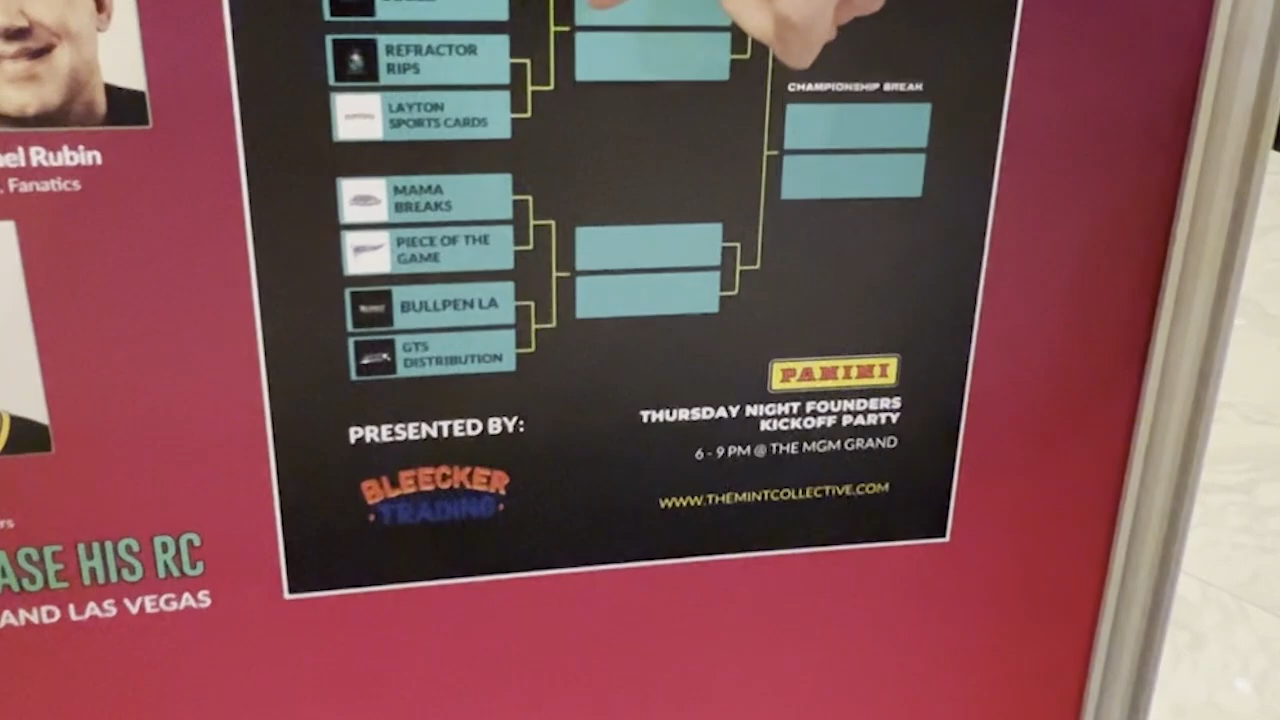 REFRACTOR
RIPS
LAYTON
SPORTS CARDS
CHAMPIONSHIP BREAK
MAMA
BREAKS
PIECE OF THE
GAME
BULLPEN LA
GTS
DISTRIBUTION
PANINI
THURSDAY NIGHT FOUNDERS
KICKOFF PARTY
6 - 9 PM @ THE MGM GRAND
WWW.THEMINTCOLLECTIVE.COM
PRESENTED BY:
BLEECKER
• TRADING •
el Rubin
, Fanatics
rs
ASE HIS RC
AND LAS VEGAS